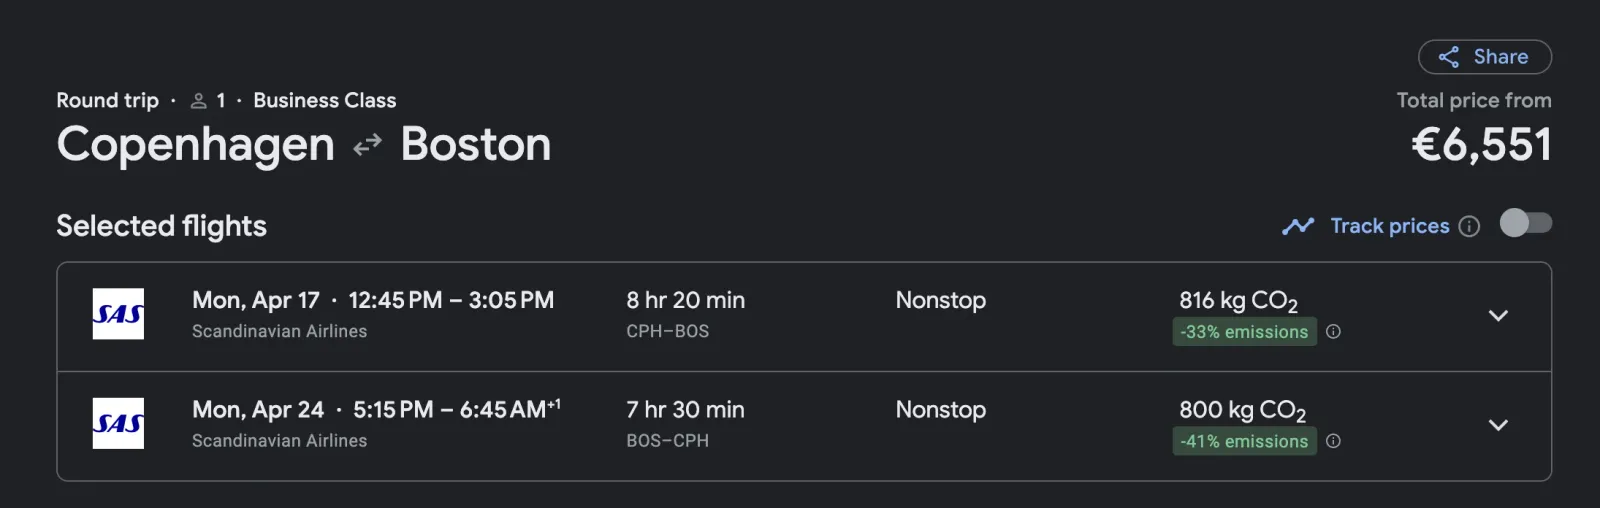 Share
Round trip · 1 · Business Class
Total price from
Copenhagen Boston
€6,551
Selected flights
Track prices
SAS
Mon, Apr 17 · 12:45 PM – 3:05 PM
8 hr 20 min
Nonstop
816 kg CO2
Scandinavian Airlines
CPH–BOS
-33% emissions
SAS
Mon, Apr 24 · 5:15 PM – 6:45 AM+1
7 hr 30 min
Nonstop
800 kg CO2
Scandinavian Airlines
BOS–CPH
-41% emissions